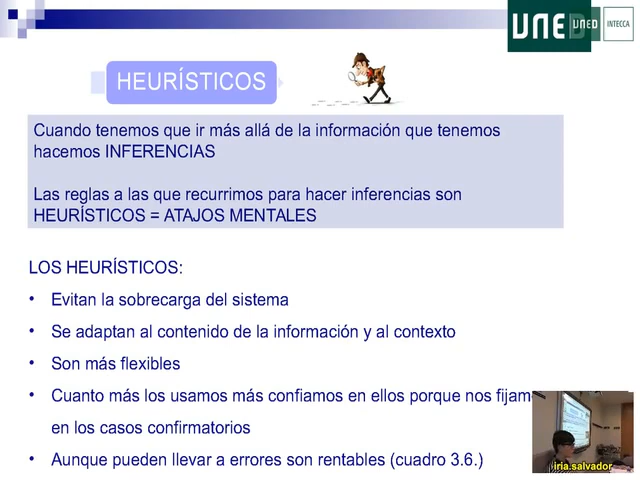 UNED
UNED
INTECCA
HEURÍSTICOS
Cuando tenemos que ir más allá de la información que tenemos
hacemos INFERENCIAS
Las reglas a las que recurrimos para hacer inferencias son
HEURÍSTICOS = ATAJOS MENTALES
LOS HEURÍSTICOS:
• Evitan la sobrecarga del sistema
• Se adaptan al contenido de la información y al contexto
• Son más flexibles
• Cuanto más los usamos más confiamos en ellos porque nos
en los casos confirmatorios
• Aunque pueden llevar a errores son rentables (cuadro 3.6.)
iria.salvador